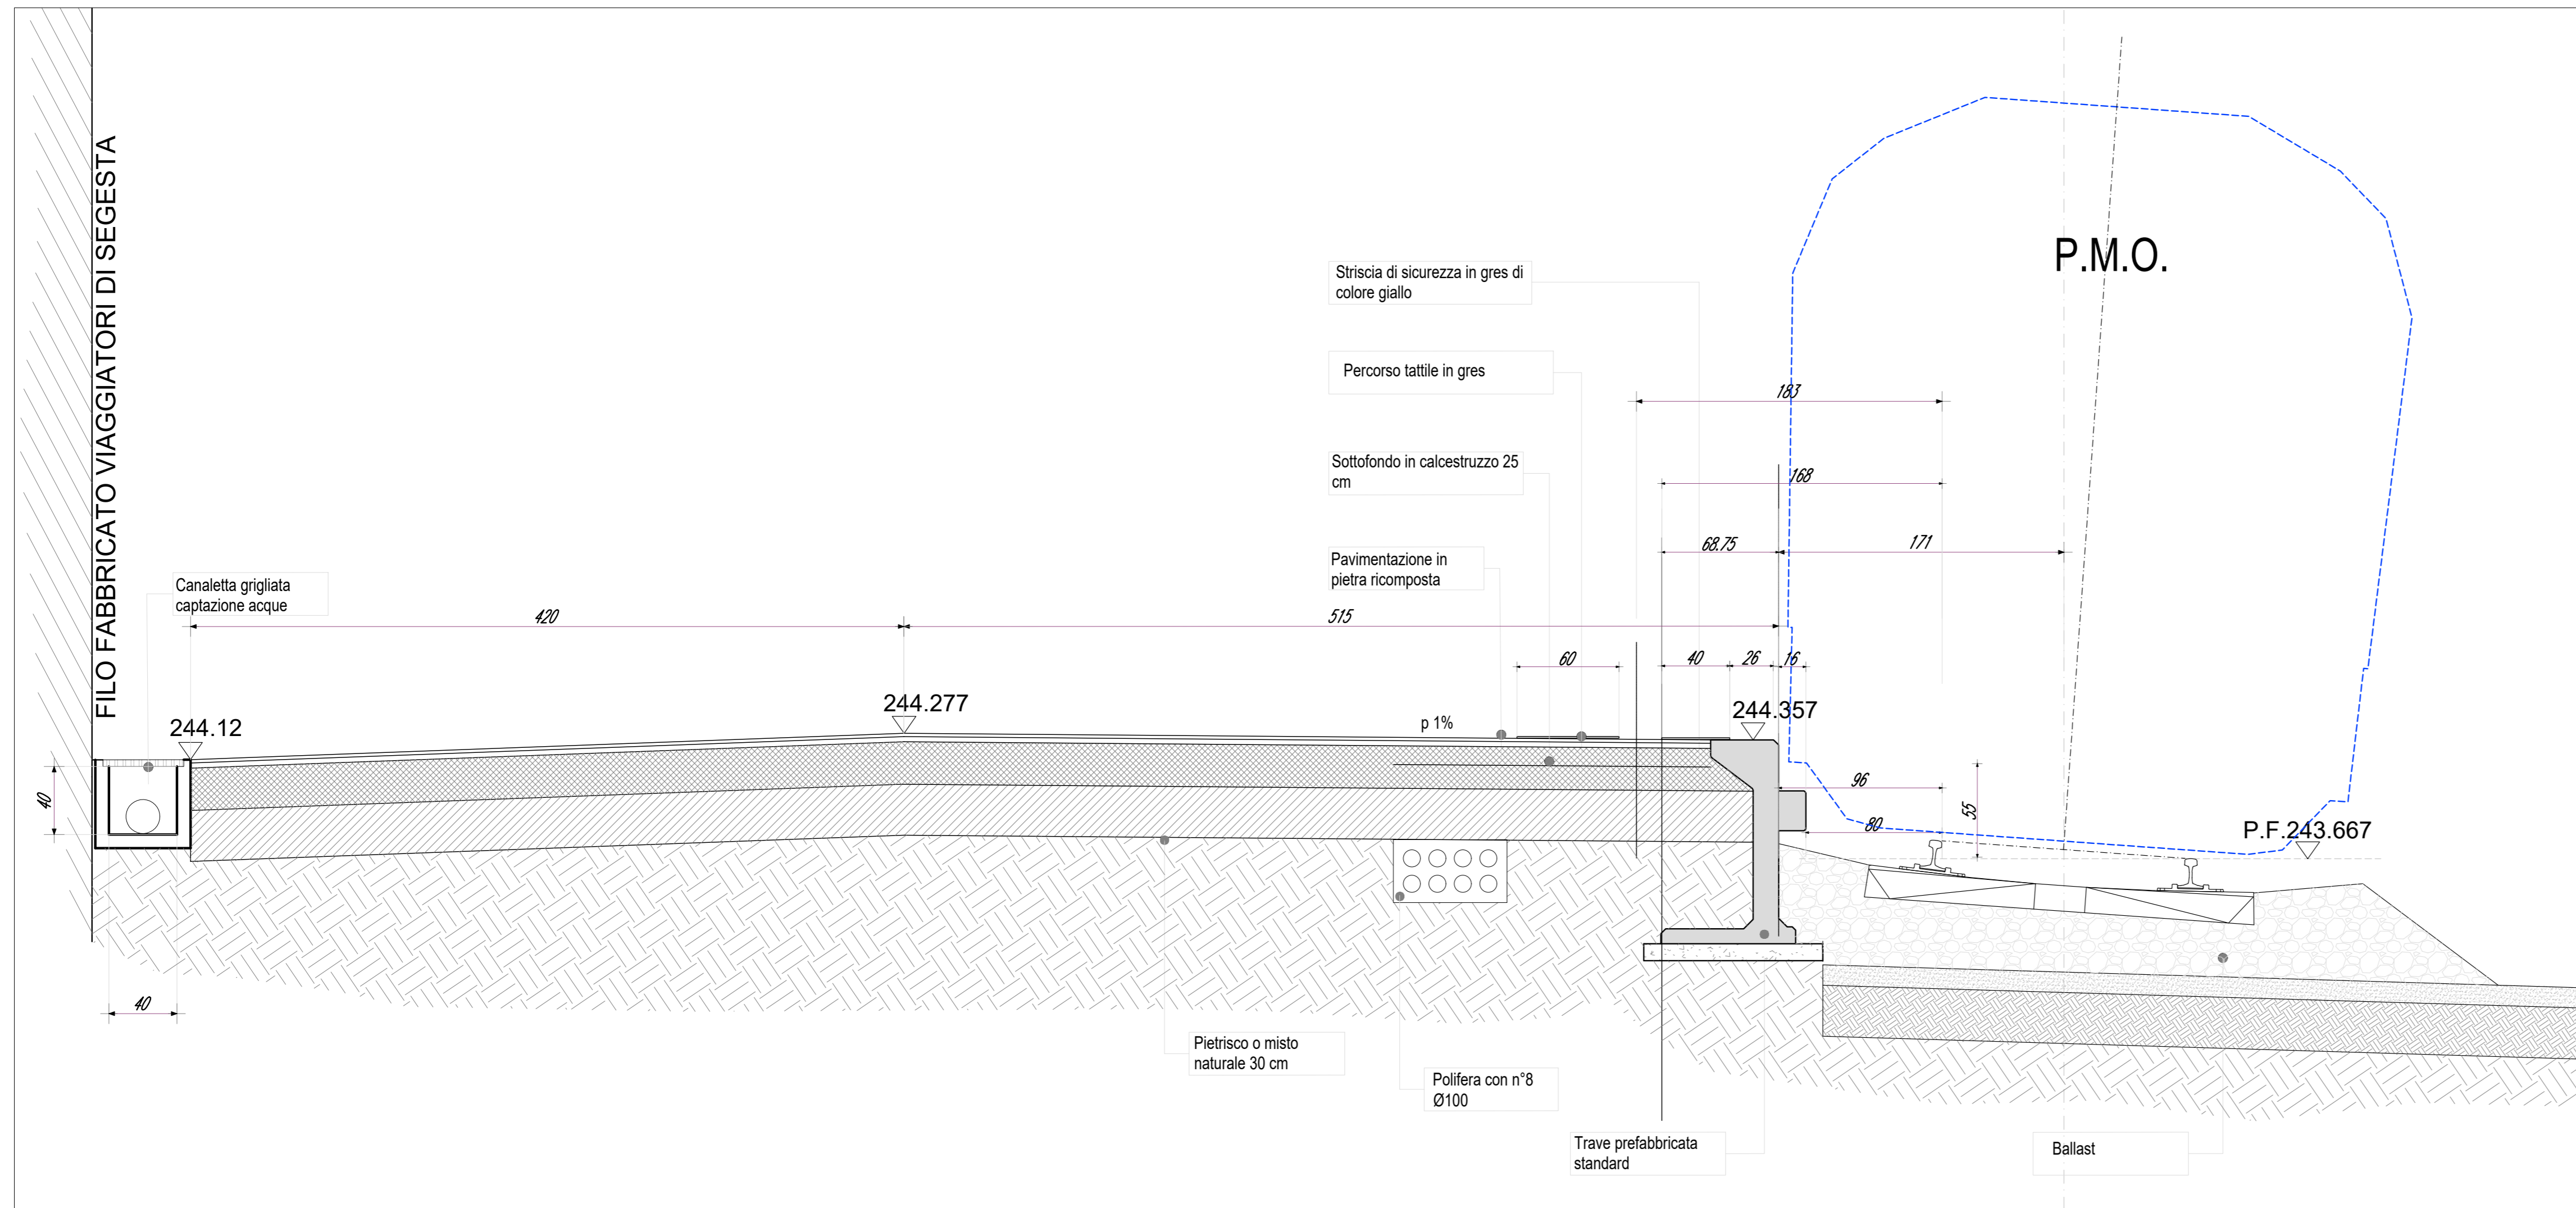 FILO FABBRICATO VIAGGIATORI DI SEGESTA
P.M.O.
Striscia di sicurezza in gres di
colore giallo
Percorso tattile in gres
183
Sottofondo in calcestruzzo 25
cm
168
68.75
171
Pavimentazione in
pietra ricomposta
Canaletta grigliata
captazione acque
420
515
60
40
26
16
244.12
244.277
p 1%
244.357
40
96
55
80
P.F.243.667
40
Pietrisco o misto
naturale 30 cm
Polifera con n°8
Ø100
Trave prefabbricata
standard
Ballast